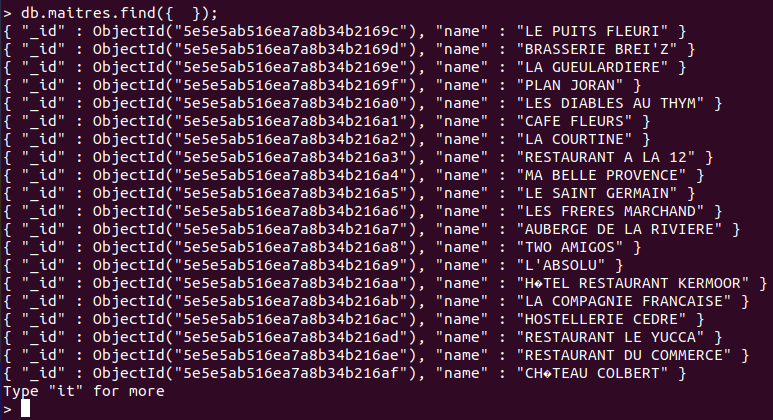 > db.maitres.find({  });
{ "_id" : ObjectId("5e5e5ab516ea7a8b34b2169c"), "name" : "LE PUITS FLEURI" }
{ "_id" : ObjectId("5e5e5ab516ea7a8b34b2169d"), "name" : "BRASSERIE BREI'Z" }
{ "_id" : ObjectId("5e5e5ab516ea7a8b34b2169e"), "name" : "LA GUEULARDIERE" }
{ "_id" : ObjectId("5e5e5ab516ea7a8b34b2169f"), "name" : "PLAN JORAN" }
{ "_id" : ObjectId("5e5e5ab516ea7a8b34b216a0"), "name" : "LES DIABLES AU THYM" }
{ "_id" : ObjectId("5e5e5ab516ea7a8b34b216a1"), "name" : "CAFE FLEURS" }
{ "_id" : ObjectId("5e5e5ab516ea7a8b34b216a2"), "name" : "LA COURTINE" }
{ "_id" : ObjectId("5e5e5ab516ea7a8b34b216a3"), "name" : "RESTAURANT A LA 12" }
{ "_id" : ObjectId("5e5e5ab516ea7a8b34b216a4"), "name" : "MA BELLE PROVENCE" }
{ "_id" : ObjectId("5e5e5ab516ea7a8b34b216a5"), "name" : "LE SAINT GERMAIN" }
{ "_id" : ObjectId("5e5e5ab516ea7a8b34b216a6"), "name" : "LES FRERES MARCHAND" }
{ "_id" : ObjectId("5e5e5ab516ea7a8b34b216a7"), "name" : "AUBERGE DE LA RIVIERE" }
{ "_id" : ObjectId("5e5e5ab516ea7a8b34b216a8"), "name" : "TWO AMIGOS" }
{ "_id" : ObjectId("5e5e5ab516ea7a8b34b216a9"), "name" : "L'ABSOLU" }
{ "_id" : ObjectId("5e5e5ab516ea7a8b34b216aa"), "name" : "H�TEL RESTAURANT KERMOOR" }
{ "_id" : ObjectId("5e5e5ab516ea7a8b34b216ab"), "name" : "LA COMPAGNIE FRANCAISE" }
{ "_id" : ObjectId("5e5e5ab516ea7a8b34b216ac"), "name" : "HOSTELLERIE CEDRE" }
{ "_id" : ObjectId("5e5e5ab516ea7a8b34b216ad"), "name" : "RESTAURANT LE YUCCA" }
{ "_id" : ObjectId("5e5e5ab516ea7a8b34b216ae"), "name" : "RESTAURANT DU COMMERCE" }
{ "_id" : ObjectId("5e5e5ab516ea7a8b34b216af"), "name" : "CH�TEAU COLBERT" }
Type "it" for more
>